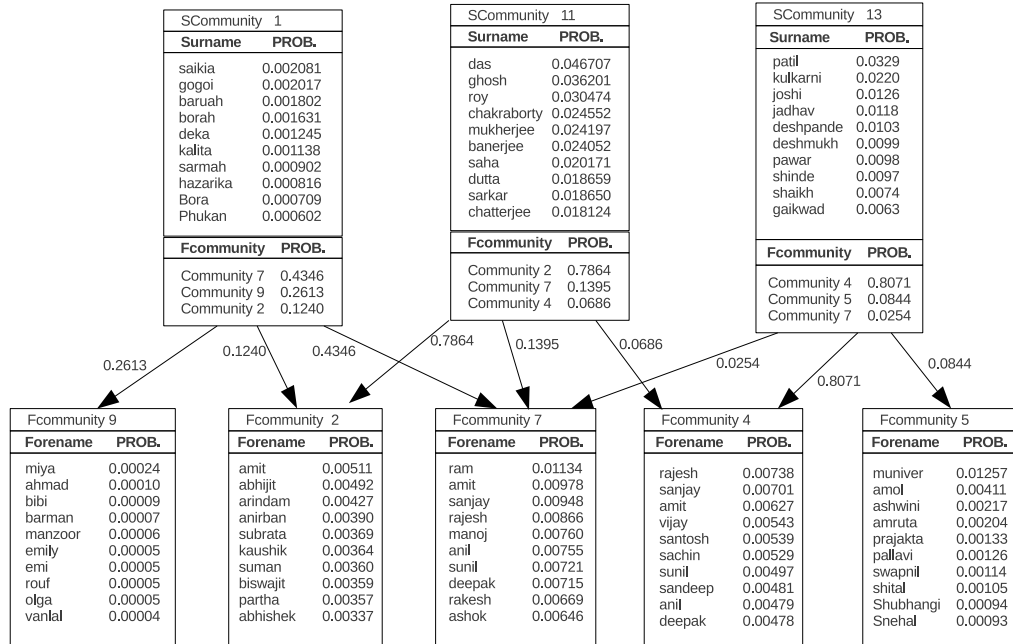 SCommunity 1
Surname PROB.
saikia 0.002081
gogoi 0.002017
baruah 0.001802
borah 0.001631
deka 0.001245
kalita 0.001138
sarmah 0.000902
hazarika 0.000816
Bora 0.000709
Phukan 0.000602
Fcommunity PROB.
Community 7 0.4346
Community 9 0.2613
Community 2 0.1240
SCommunity 11
Surname PROB.
das 0.046707
ghosh 0.036201
roy 0.030474
chakraborty 0.024552
mukherjee 0.024197
banerjee 0.024052
saha 0.020171
dutta 0.018659
sarkar 0.018650
chatterjee 0.018124
Fcommunity PROB.
Community 2 0.7864
Community 7 0.1395
Community 4 0.0686
SCommunity 13
Surname PROB.
patil 0.0329
kulkarni 0.0220
joshi 0.0126
jadhav 0.0118
deshpande 0.0103
deshmukh 0.0099
pawar 0.0098
shinde 0.0097
shaikh 0.0074
gaikwad 0.0063
Fcommunity PROB.
Community 4 0.8071
Community 5 0.0844
Community 7 0.0254
0.2613
0.1240
0.4346
0.7864
0.1395
0.0686
0.0254
0.8071
0.0844
Fcommunity 9
Forename PROB.
miya 0.00024
ahmad 0.00010
bibi 0.00009
barman 0.00007
manzoor 0.00006
emily 0.00005
emi 0.00005
rouf 0.00005
olga 0.00005
vanlal 0.00004
Fcommunity 2
Forename PROB.
amit 0.00511
abhijit 0.00492
arindam 0.00427
anirban 0.00390
subrata 0.00369
kaushik 0.00364
suman 0.00360
biswajit 0.00359
partha 0.00357
abhishek 0.00337
Fcommunity 7
Forename PROB.
ram 0.01134
amit 0.00978
sanjay 0.00948
rajesh 0.00866
manoj 0.00760
anil 0.00755
sunil 0.00721
deepak 0.00715
rakesh 0.00669
ashok 0.00646
Fcommunity 4
Forename PROB.
rajesh 0.00738
sanjay 0.00701
amit 0.00627
vijay 0.00543
santosh 0.00539
sachin 0.00529
sunil 0.00497
sandeep 0.00481
anil 0.00479
deepak 0.00478
Fcommunity 5
Forename PROB.
muniver 0.01257
amol 0.00411
ashwini 0.00217
amruta 0.00204
prajakta 0.00133
pallavi 0.00126
swapnil 0.00114
shital 0.00105
Shubhangi 0.00094
Snehal 0.00093